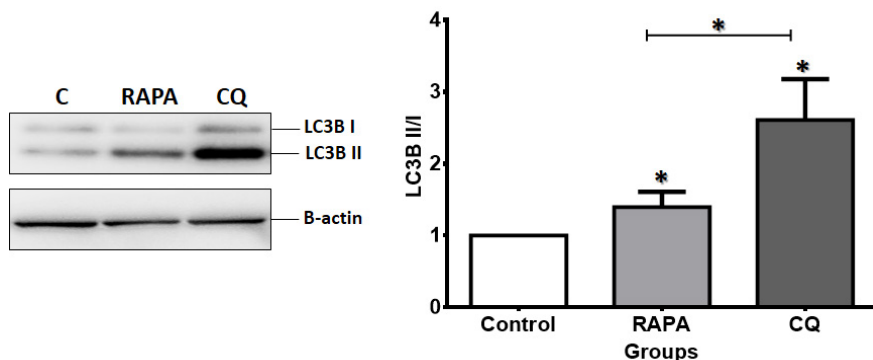 C RAPA CQ
LC3B I
LC3B II
B-actin
LC3B II/I
4
3
2
1
0
*
*
*
Control RAPA CQ
Groups